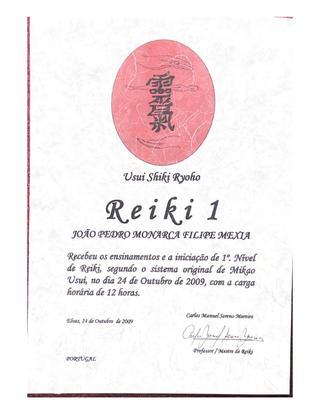 靈氣
Usui Shiki Ryoho
Reiki 1
JOÃO PEDRO MONARCA FILIPE MEXIA
Recebeu os ensinamentos e a iniciação de 1º. Nível
de Reiki, segundo o sistema original de Mikao
Usui, no dia 24 de Outubro de 2009, com a carga
horária de 12 horas.
Elvas, 24 de Outubro de 2009
Carlos Manuel Sereno Moreira
Professor / Mestre de Reiki
PORTUGAL